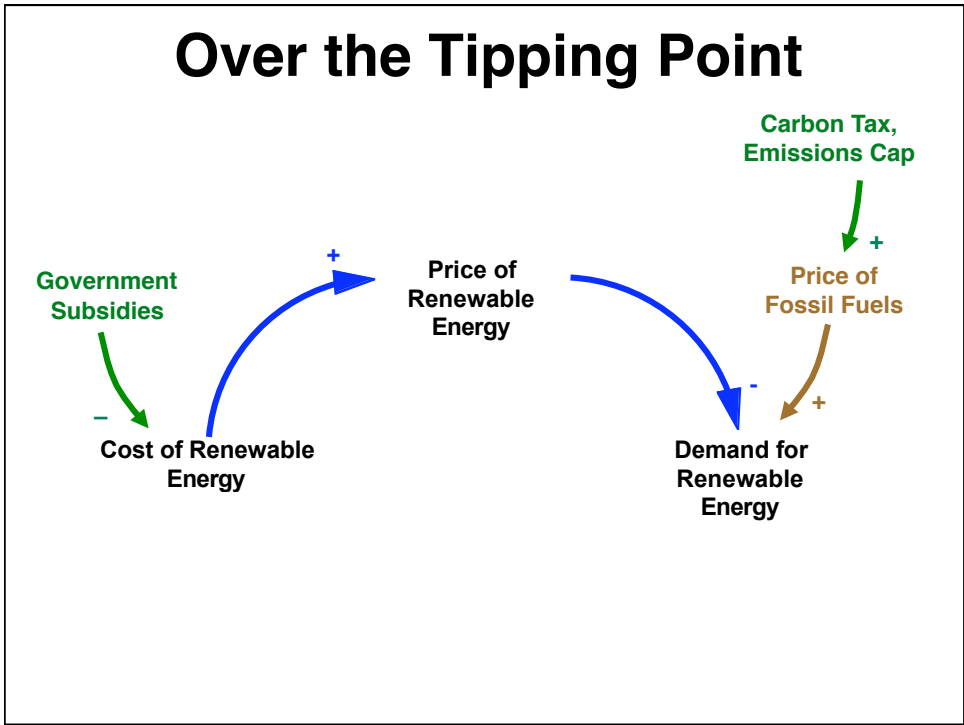 Over the Tipping Point
Carbon Tax,
Emissions Cap
+
Government
Subsidies
–
+
Price of
Renewable
Energy
Price of
Fossil Fuels
-
+
Cost of Renewable
Energy
Demand for
Renewable
Energy